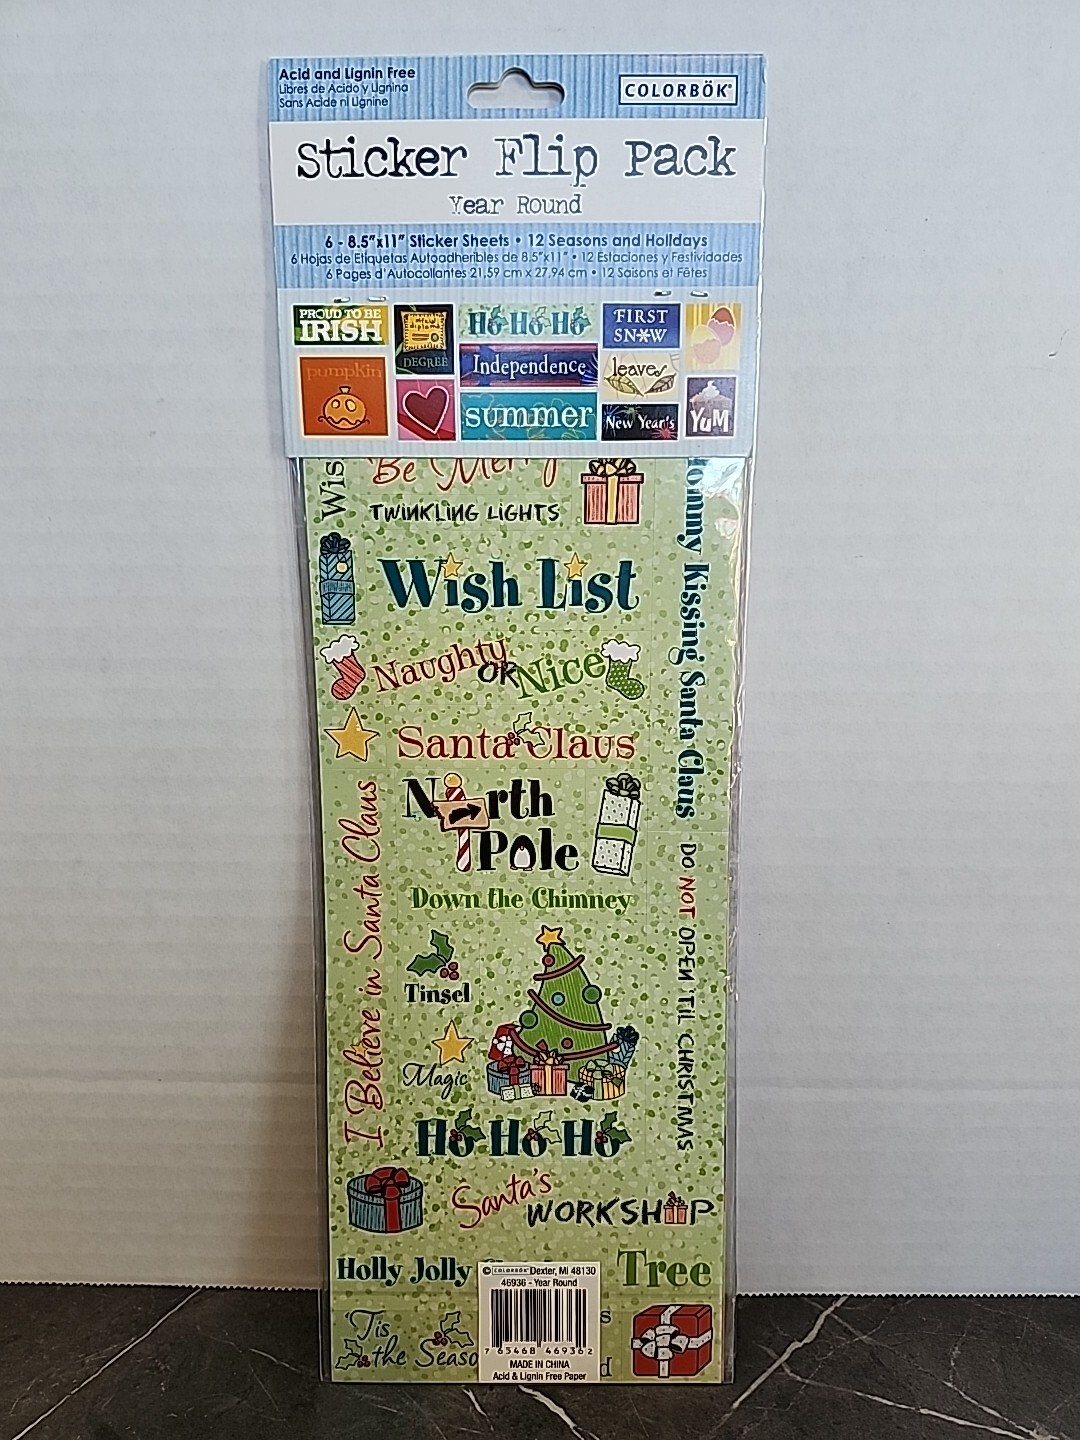 Acid and Lignin Free
Libres de Acido y Lignina
Sans Acide ni Lignine
COLORBÖK®
Sticker Flip Pack
Year Round
6 - 8.5"x11" Sticker Sheets • 12 Seasons and Holidays
6 Hojas de Etiquetas Autoadheribles de 8.5"x11" • 12 Estaciones y Festividades
6 Pages d'Autocollantes 21.59 cm x 27.94 cm • 12 Saisons et Fêtes
PROUD TO BE
IRISH
pumpkin
DEGREE
Ho Ho Ho
Independence
summer
FIRST
SNOW
leaves
New Year's
YuM
Wis
Be Merry
TWINKLING LIGHTS
Wish List
Naughty
OR Nice
Santa Claus
North
Pole
Down the Chimney
I Believe in Santa Claus
ommy Kissing Santa Claus
DO NOT OPEN 'TIL CHRISTMAS
Tinsel
Magic
Ho Ho Ho
Santa's
WORKSHOP
Holly Jolly
Tree
'Tis
the Seaso
s
d
© COLORBÖK® Dexter, MI 48130
46936 - Year Round
7 65468 46936 2
MADE IN CHINA
Acid & Lignin Free Paper